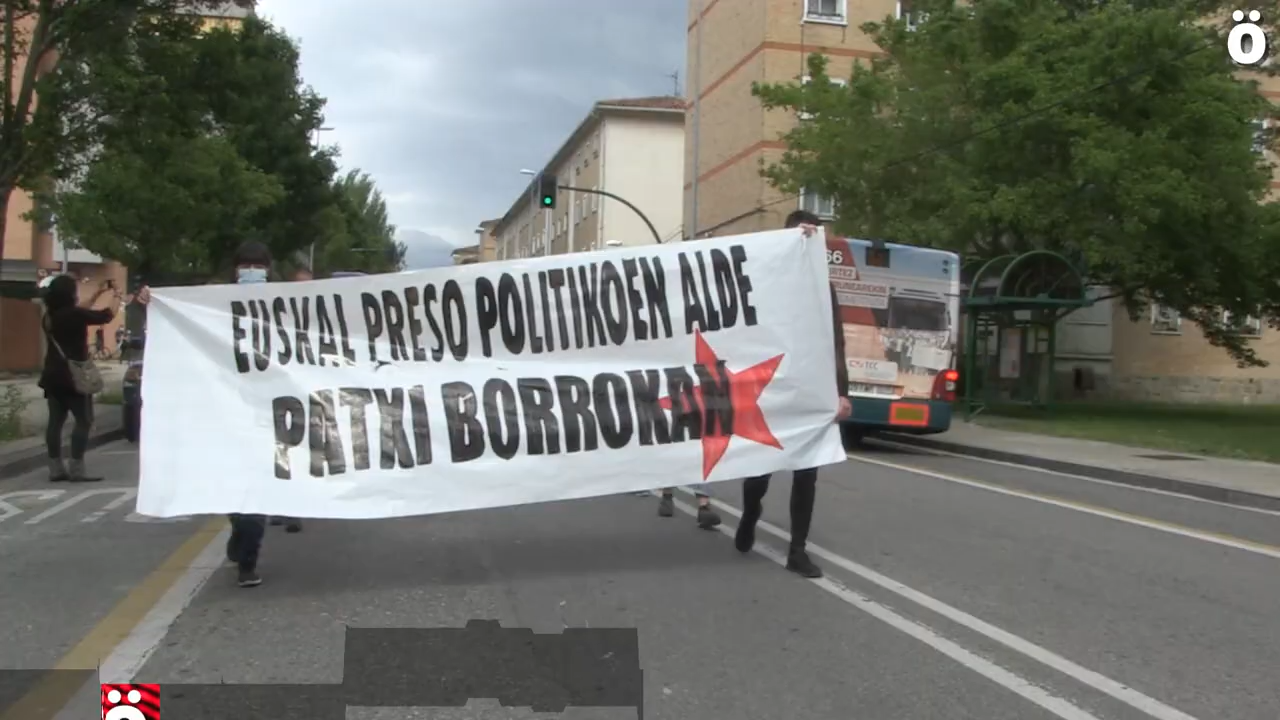 EUSKAL PRESO POLITIKOEN ALDE
PATXI BORROKAN
ö
ö